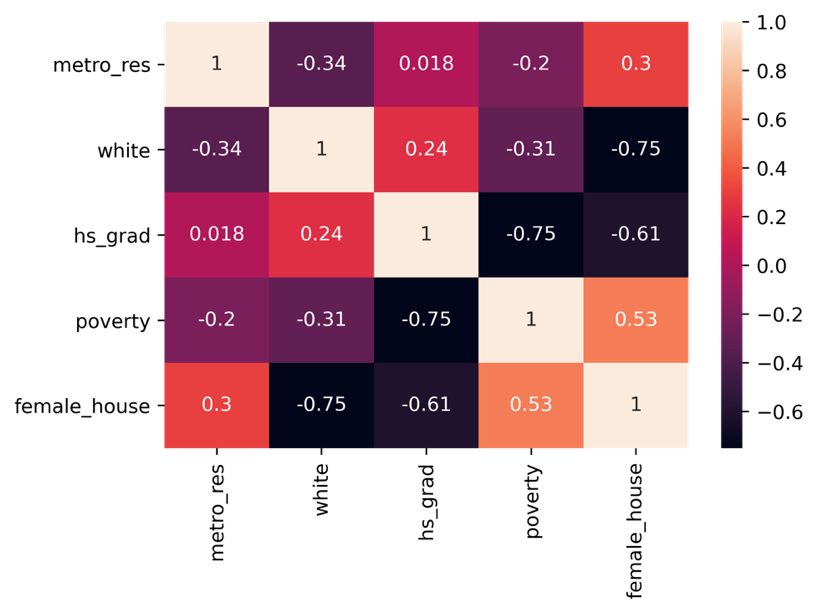 metro_res 1 -0.34 0.018 -0.2 0.3
white -0.34 1 0.24 -0.31 -0.75
hs_grad 0.018 0.24 1 -0.75 -0.61
poverty -0.2 -0.31 -0.75 1 0.53
female_house 0.3 -0.75 -0.61 0.53 1
metro_res white hs_grad poverty female_house
1.0
0.8
0.6
0.4
0.2
0.0
−0.2
−0.4
−0.6